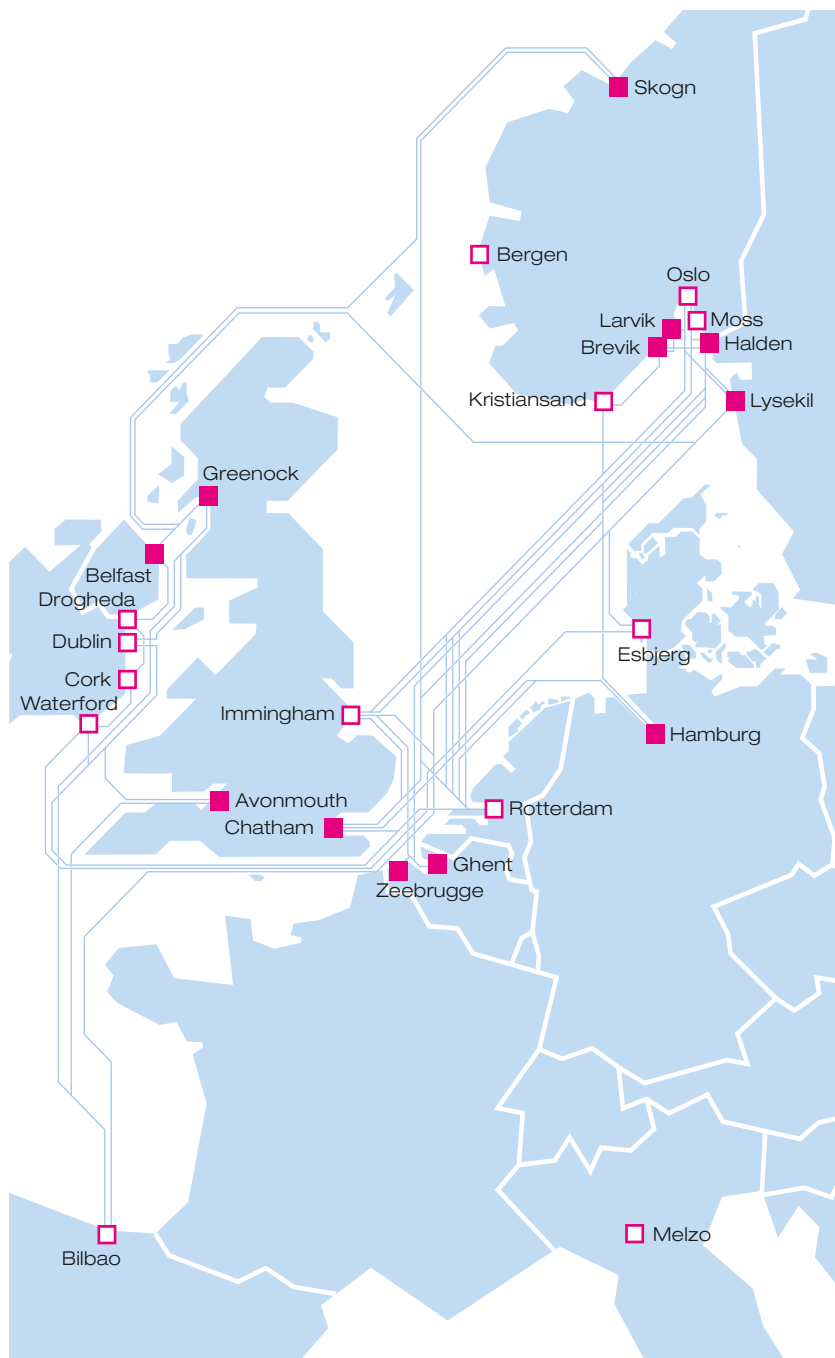 Skogn
Bergen
Oslo
Larvik
Moss
Brevik
Halden
Kristiansand
Lysekil
Greenock
Belfast
Drogheda
Dublin
Esbjerg
Cork
Waterford
Immingham
Hamburg
Avonmouth
Rotterdam
Chatham
Ghent
Zeebrugge
Melzo
Bilbao